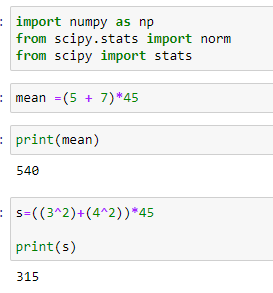 import numpy as np
from scipy.stats import norm
from scipy import stats
mean =(5 + 7)*45
print(mean)
540
s=((3^2)+(4^2))*45
print(s)
315